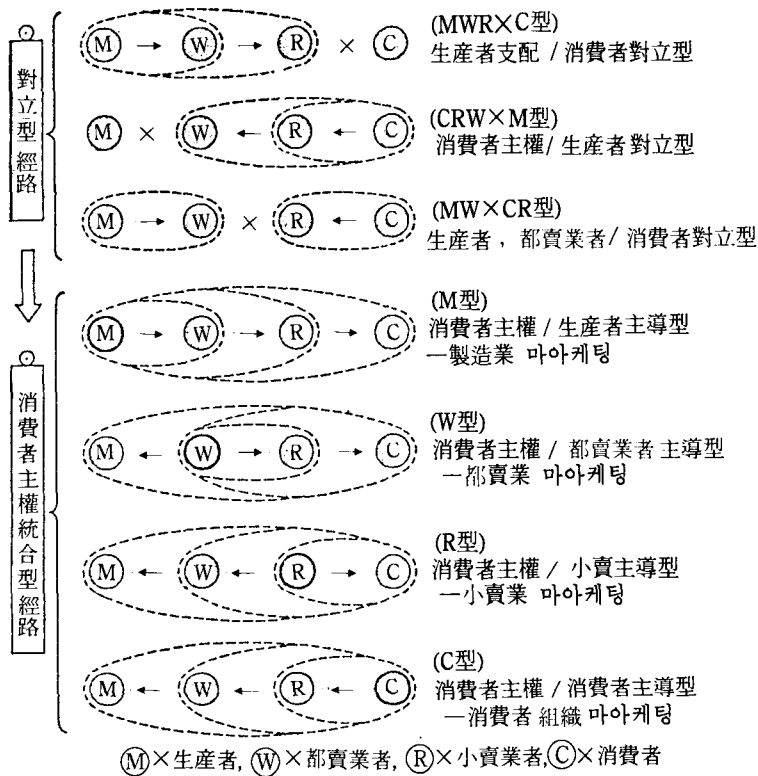 對立型經路
Ⓜ → Ⓦ → Ⓡ × Ⓒ
(MWR×C型)
生産者支配 / 消費者對立型
Ⓜ × Ⓦ ← Ⓡ ← Ⓒ
(CRW×M型)
消費者主權/生産者對立型
Ⓜ → Ⓦ × Ⓡ ← Ⓒ
(MW×CR型)
生産者, 都賣業者/消費者對立型
消費者主權統合型經路
Ⓜ → Ⓦ → Ⓡ → Ⓒ
(M型)
消費者主權 / 生産者主導型
—製造業 마아케팅
Ⓜ ← Ⓦ → Ⓡ → Ⓒ
(W型)
消費者主權 / 都賣業者主導型
—都賣業 마아케팅
Ⓜ ← Ⓦ ← Ⓡ → Ⓒ
(R型)
消費者主權 / 小賣主導型
—小賣業 마아케팅
Ⓜ ← Ⓦ ← Ⓡ ← Ⓒ
(C型)
消費者主權 / 消費者主導型
—消費者 組織 마아케팅
Ⓜ×生産者, Ⓦ×都賣業者, Ⓡ×小賣業者,Ⓒ×消費者